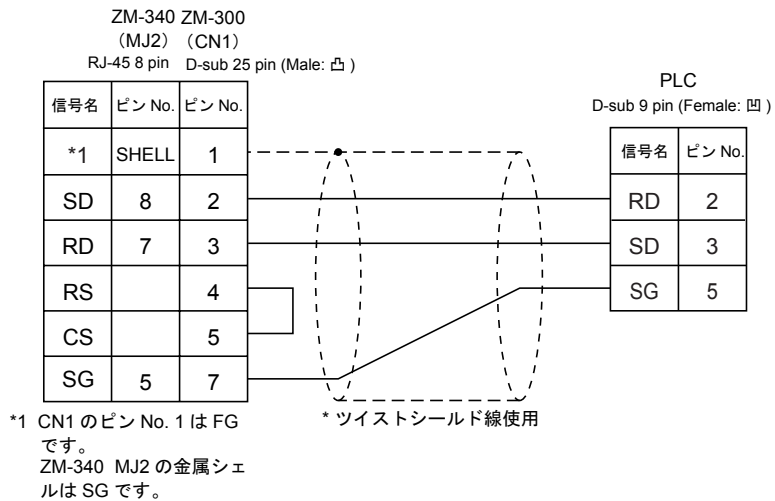 ZM-340 ZM-300
（MJ2）（CN1）
RJ-45 8 pin D-sub 25 pin (Male: 凸 )
信号名 ピン No. ピン No.
*1 SHELL 1
SD 8 2
RD 7 3
RS 4
CS 5
SG 5 7
PLC
D-sub 9 pin (Female: 凹 )
信号名 ピン No.
RD 2
SD 3
SG 5
*1 CN1 のピン No. 1 は FG
です。
ZM-340 MJ2 の金属シェ
ルは SG です。
* ツイストシールド線使用